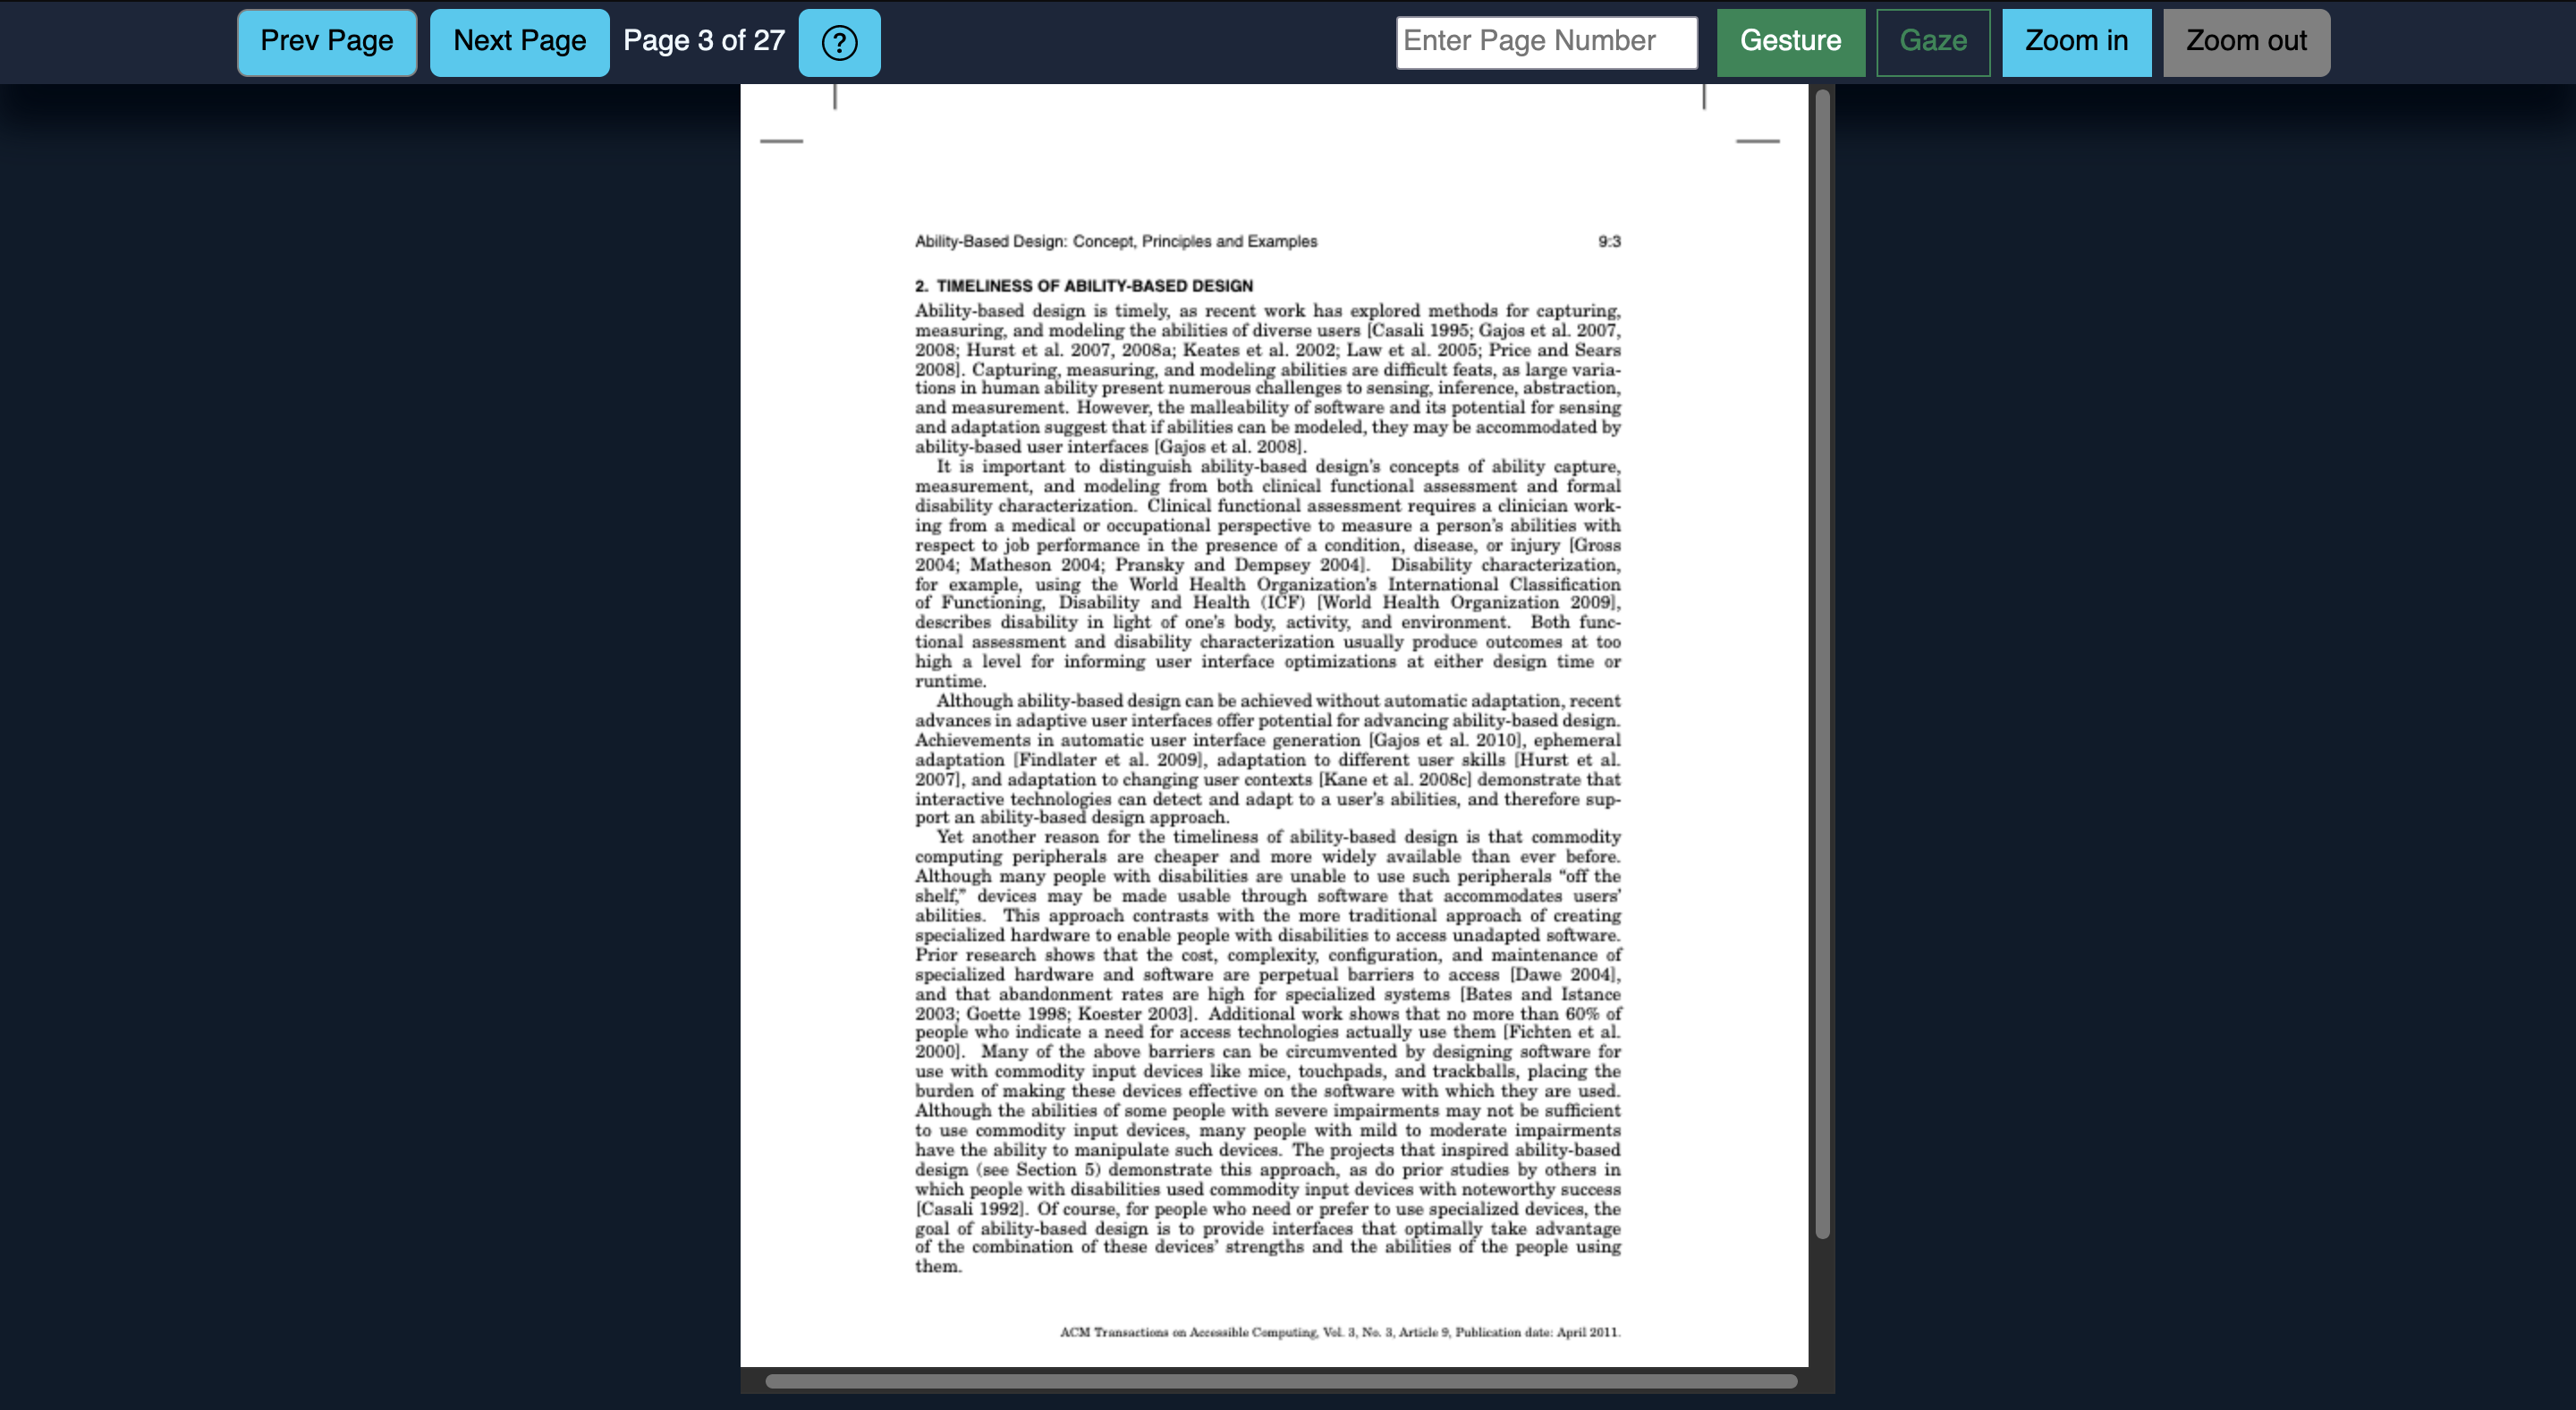 Prev Page Next Page Page 3 of 27 ? Enter Page Number Gesture Gaze Zoom in Zoom out
Ability-Based Design: Concept, Principles and Examples 9:3
2. TIMELINESS OF ABILITY-BASED DESIGN
Ability-based design is timely, as recent work has explored methods for capturing,
measuring, and modeling the abilities of diverse users [Casali 1995; Gajos et al. 2007,
2008; Hurst et al. 2007, 2008a; Keates et al. 2002; Law et al. 2005; Price and Sears
2008]. Capturing, measuring, and modeling abilities are difficult feats, as large varia-
tions in human ability present numerous challenges to sensing, inference, abstraction,
and measurement. However, the malleability of software and its potential for sensing
and adaptation suggest that if abilities can be modeled, they may be accommodated by
ability-based user interfaces [Gajos et al. 2008].
It is important to distinguish ability-based design's concepts of ability capture,
measurement, and modeling from both clinical functional assessment and formal
disability characterization. Clinical functional assessment requires a clinician work-
ing from a medical or occupational perspective to measure a person's abilities with
respect to job performance in the presence of a condition, disease, or injury [Gross
2004; Matheson 2004; Pransky and Dempsey 2004]. Disability characterization,
for example, using the World Health Organization's International Classification
of Functioning, Disability and Health (ICF) [World Health Organization 2009],
describes disability in light of one's body, activity, and environment. Both func-
tional assessment and disability characterization usually produce outcomes at too
high a level for informing user interface optimizations at either design time or
runtime.
Although ability-based design can be achieved without automatic adaptation, recent
advances in adaptive user interfaces offer potential for advancing ability-based design.
Achievements in automatic user interface generation [Gajos et al. 2010], ephemeral
adaptation [Findlater et al. 2009], adaptation to different user skills [Hurst et al.
2007], and adaptation to changing user contexts [Kane et al. 2008c] demonstrate that
interactive technologies can detect and adapt to a user's abilities, and therefore sup-
port an ability-based design approach.
Yet another reason for the timeliness of ability-based design is that commodity
computing peripherals are cheaper and more widely available than ever before.
Although many people with disabilities are unable to use such peripherals “off the
shelf,” devices may be made usable through software that accommodates users'
abilities. This approach contrasts with the more traditional approach of creating
specialized hardware to enable people with disabilities to access unadapted software.
Prior research shows that the cost, complexity, configuration, and maintenance of
specialized hardware and software are perpetual barriers to access [Dawe 2004],
and that abandonment rates are high for specialized systems [Bates and Istance
2003; Goette 1998; Koester 2003]. Additional work shows that no more than 60% of
people who indicate a need for access technologies actually use them [Fichten et al.
2000]. Many of the above barriers can be circumvented by designing software for
use with commodity input devices like mice, touchpads, and trackballs, placing the
burden of making these devices effective on the software with which they are used.
Although the abilities of some people with severe impairments may not be sufficient
to use commodity input devices, many people with mild to moderate impairments
have the ability to manipulate such devices. The projects that inspired ability-based
design (see Section 5) demonstrate this approach, as do prior studies by others in
which people with disabilities used commodity input devices with noteworthy success
[Casali 1992]. Of course, for people who need or prefer to use specialized devices, the
goal of ability-based design is to provide interfaces that optimally take advantage
of the combination of these devices' strengths and the abilities of the people using
them.
ACM Transactions on Accessible Computing, Vol. 3, No. 3, Article 9, Publication date: April 2011.